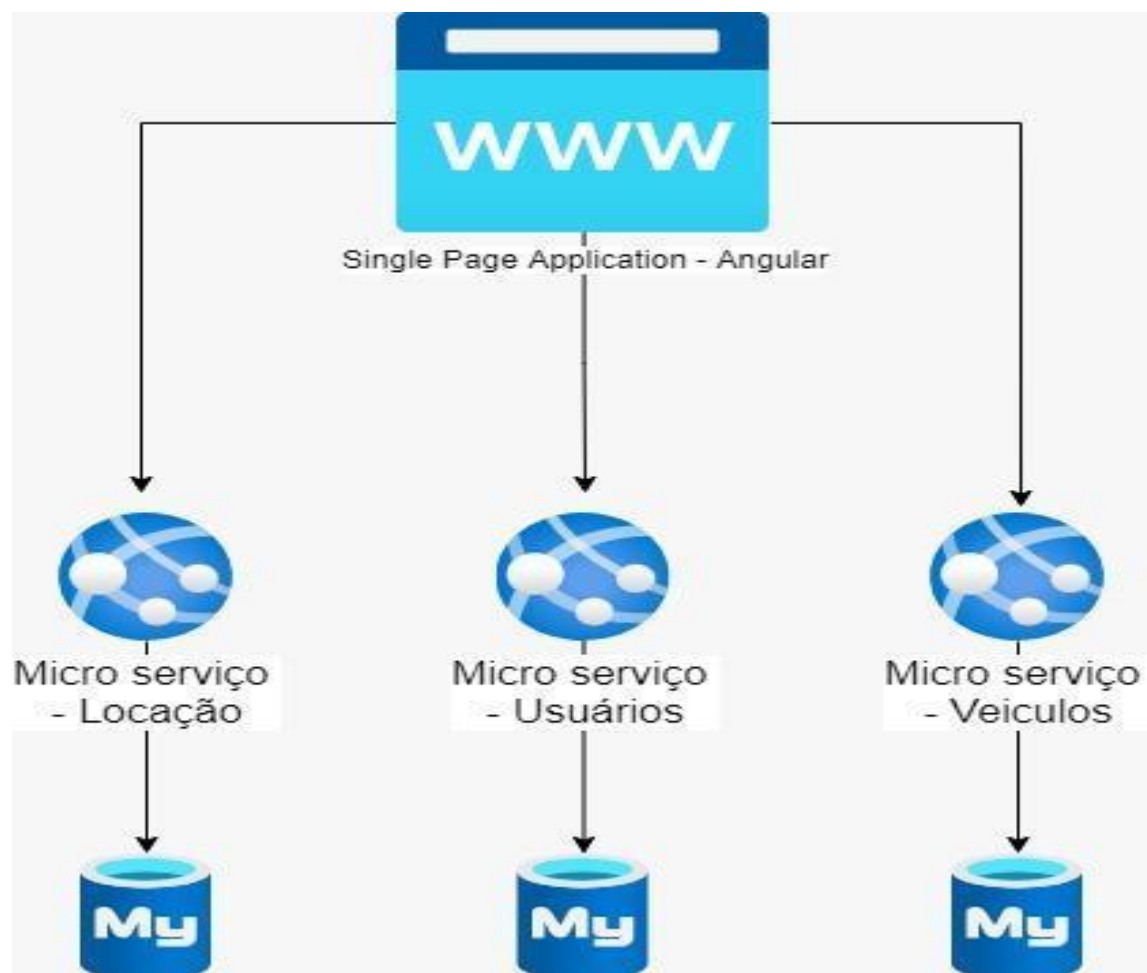 www
Single Page Application - Angular
Micro serviço
- Locação
Micro serviço
- Usuários
Micro serviço
- Veiculos
My
My
My